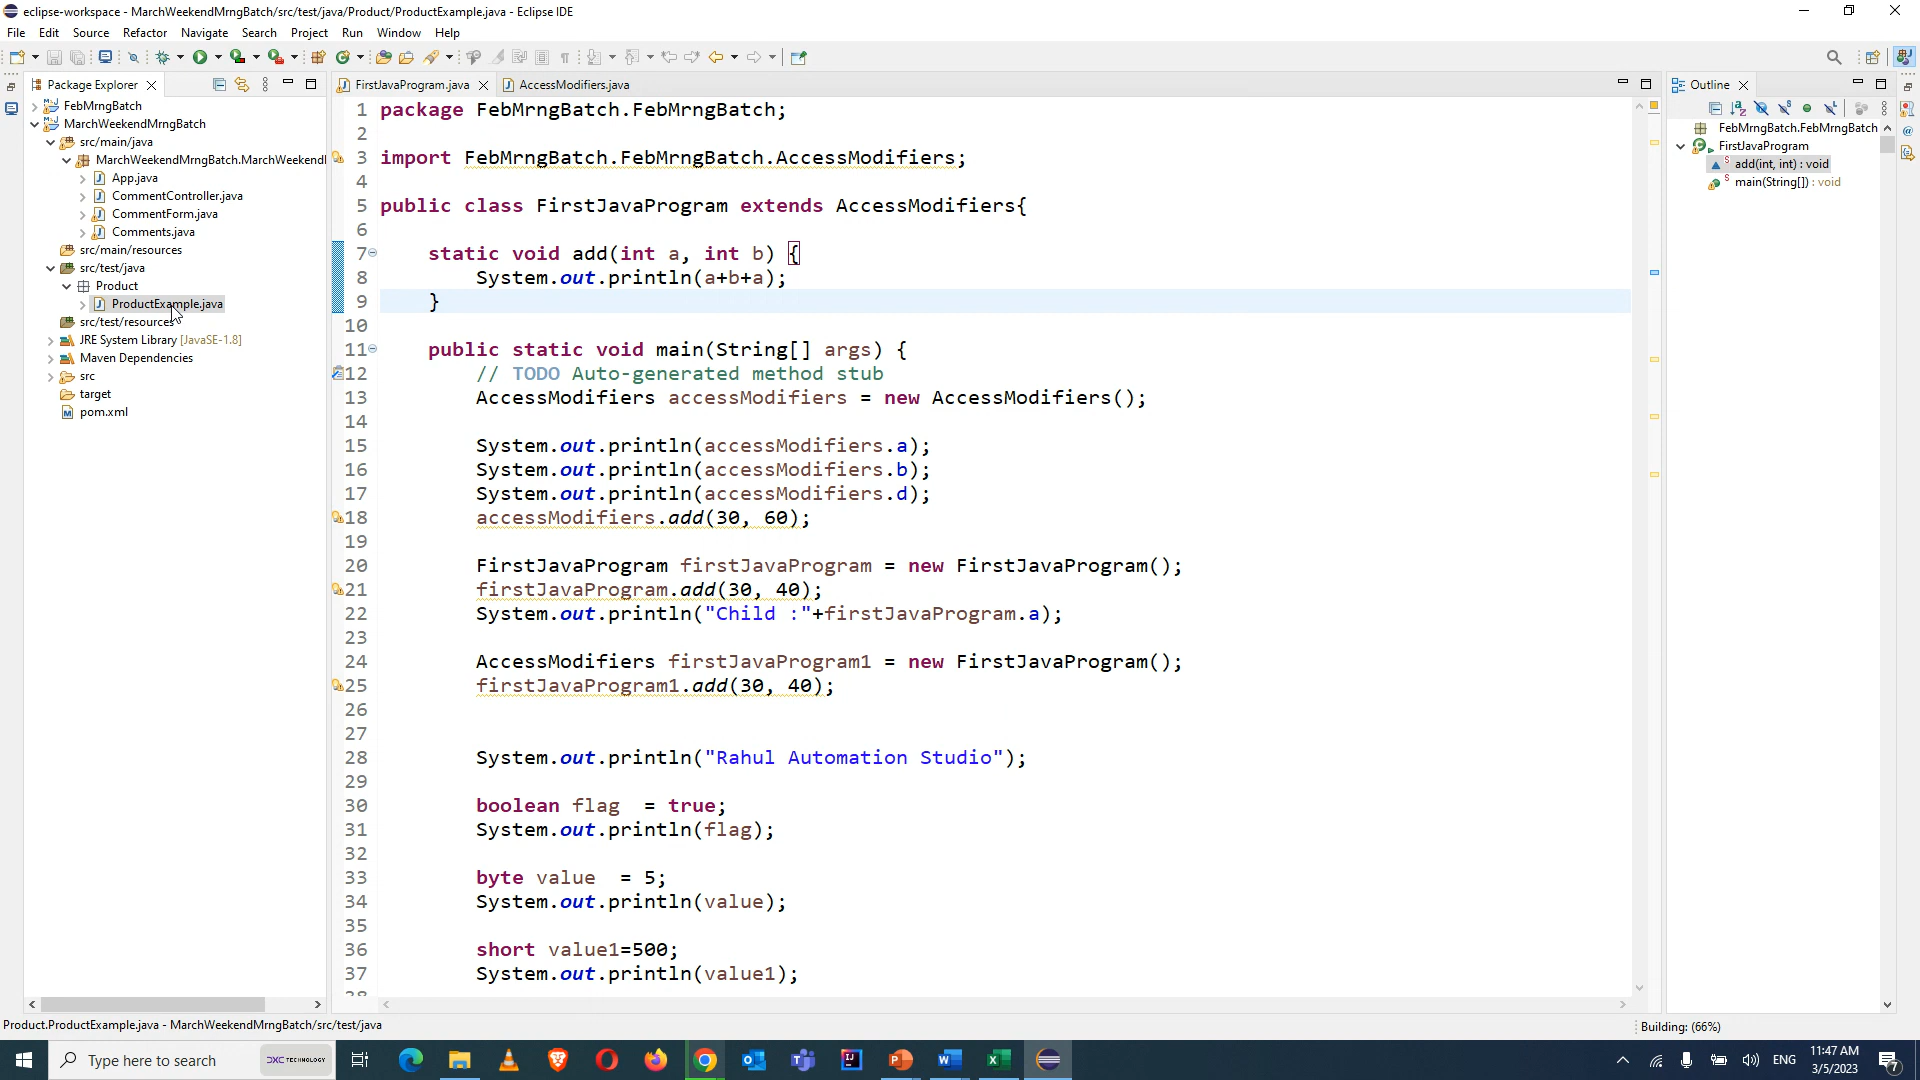 eclipse-workspace - MarchWeekendMrngBatch/src/test/java/Product/ProductExample.java - Eclipse IDE
File Edit Source Refactor Navigate Search Project Run Window Help
Package Explorer
FebMrngBatch
MarchWeekendMrngBatch
src/main/java
MarchWeekendMrngBatch.MarchWeekend
App.java
CommentController.java
CommentForm.java
Comments.java
src/main/resources
src/test/java
Product
ProductExample.java
src/test/resources
JRE System Library [JavaSE-1.8]
Maven Dependencies
src
target
pom.xml
FirstJavaProgram.java AccessModifiers.java
1 package FebMrngBatch.FebMrngBatch;
2
3 import FebMrngBatch.FebMrngBatch.AccessModifiers;
4
5 public class FirstJavaProgram extends AccessModifiers{
6
7 static void add(int a, int b) {
8 System.out.println(a+b+a);
9 }
10
11 public static void main(String[] args) {
12 // TODO Auto-generated method stub
13 AccessModifiers accessModifiers = new AccessModifiers();
14
15 System.out.println(accessModifiers.a);
16 System.out.println(accessModifiers.b);
17 System.out.println(accessModifiers.d);
18 accessModifiers.add(30, 60);
19
20 FirstJavaProgram firstJavaProgram = new FirstJavaProgram();
21 firstJavaProgram.add(30, 40);
22 System.out.println("Child :"+firstJavaProgram.a);
23
24 AccessModifiers firstJavaProgram1 = new FirstJavaProgram();
25 firstJavaProgram1.add(30, 40);
26
27
28 System.out.println("Rahul Automation Studio");
29
30 boolean flag = true;
31 System.out.println(flag);
32
33 byte value = 5;
34 System.out.println(value);
35
36 short value1=500;
37 System.out.println(value1);
Outline
FebMrngBatch.FebMrngBatch
FirstJavaProgram
add(int, int) : void
main(String[]) : void
Product.ProductExample.java - MarchWeekendMrngBatch/src/test/java
Building: (66%)
Type here to search
DXC TECHNOLOGY
ENG
11:47 AM
3/5/2023
7